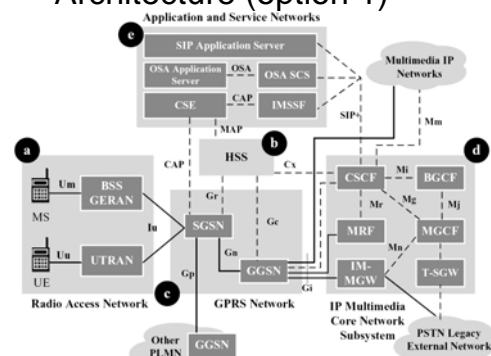 Architecture (option 1)
Application and Service Networks
e
SIP Application Server
OSA Application
Server
OSA
OSA SCS
CSE
CAP
IMSSF
Multimedia IP
Networks
SIP+
Mm
MAP
CAP
a
b
HSS
Cx
d
Um
BSS
GERAN
MS
Iu
Gr
Gc
CSCF
Mi
BGCF
Mr
Mg
Mj
Uu
UTRAN
UE
SGSN
Gn
MRF
MGCF
Gp
GGSN
Gi
Mn
IM-
MGW
T-SGW
Radio Access Network
c
GPRS Network
IP Multimedia
Core Network
Subsystem
PSTN Legacy
External Network
Other
PLMN
GGSN